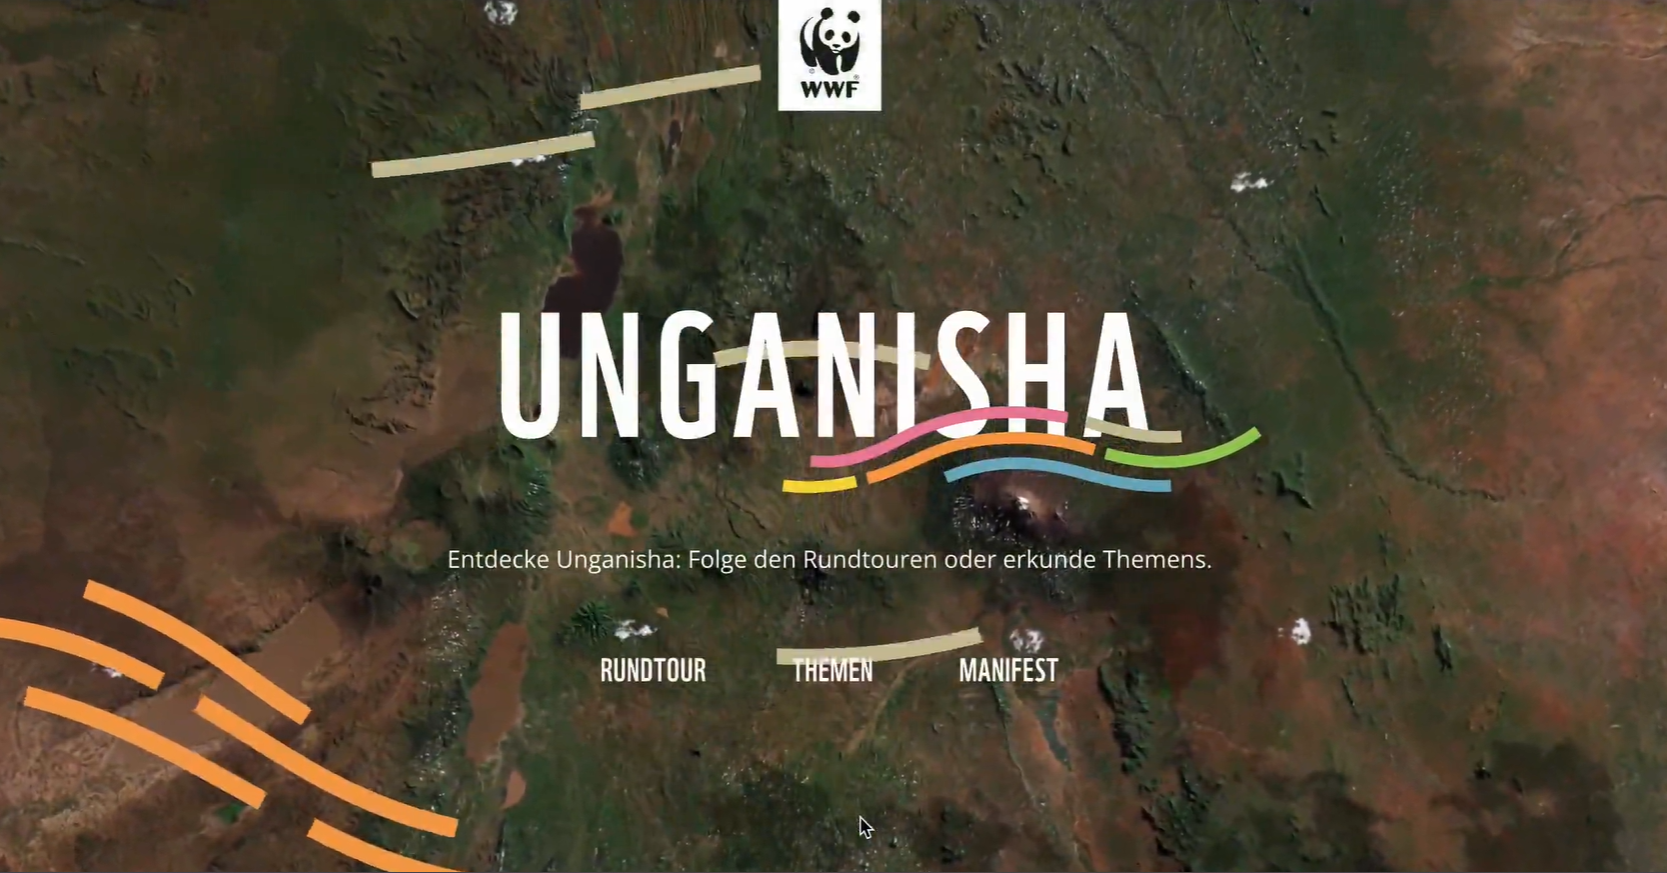 WWF
UNGANISHA
Entdecke Unganisha: Folge den Rundtouren oder erkunde Themens.
RUNDTOUR THEMEN MANIFEST